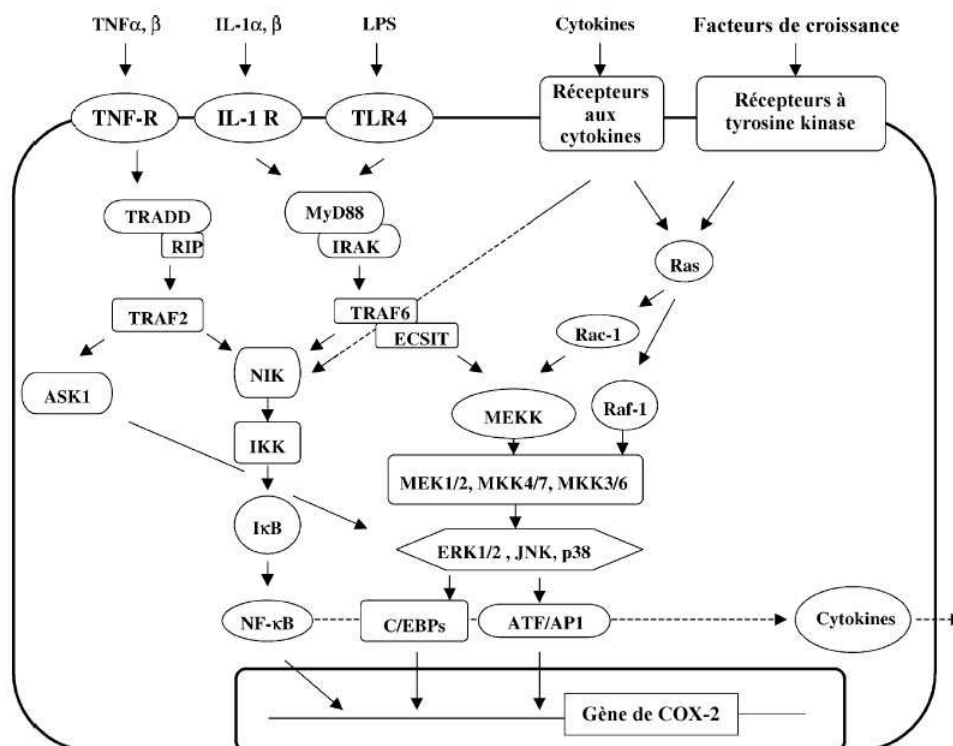 TNFα, β
IL-1α, β
LPS
Cytokines
Facteurs de croissance
TNF-R
IL-1 R
TLR4
Récepteurs
aux
cytokines
Récepteurs à
tyrosine kinase
TRADD
RIP
MyD88
IRAK
Ras
TRAF2
TRAF6
ECSIT
Rac-1
NIK
ASK1
MEKK
Raf-1
IKK
MEK1/2, MKK4/7, MKK3/6
IκB
ERK1/2 , JNK, p38
NF-κB
C/EBPs
ATF/AP1
Cytokines
Gène de COX-2